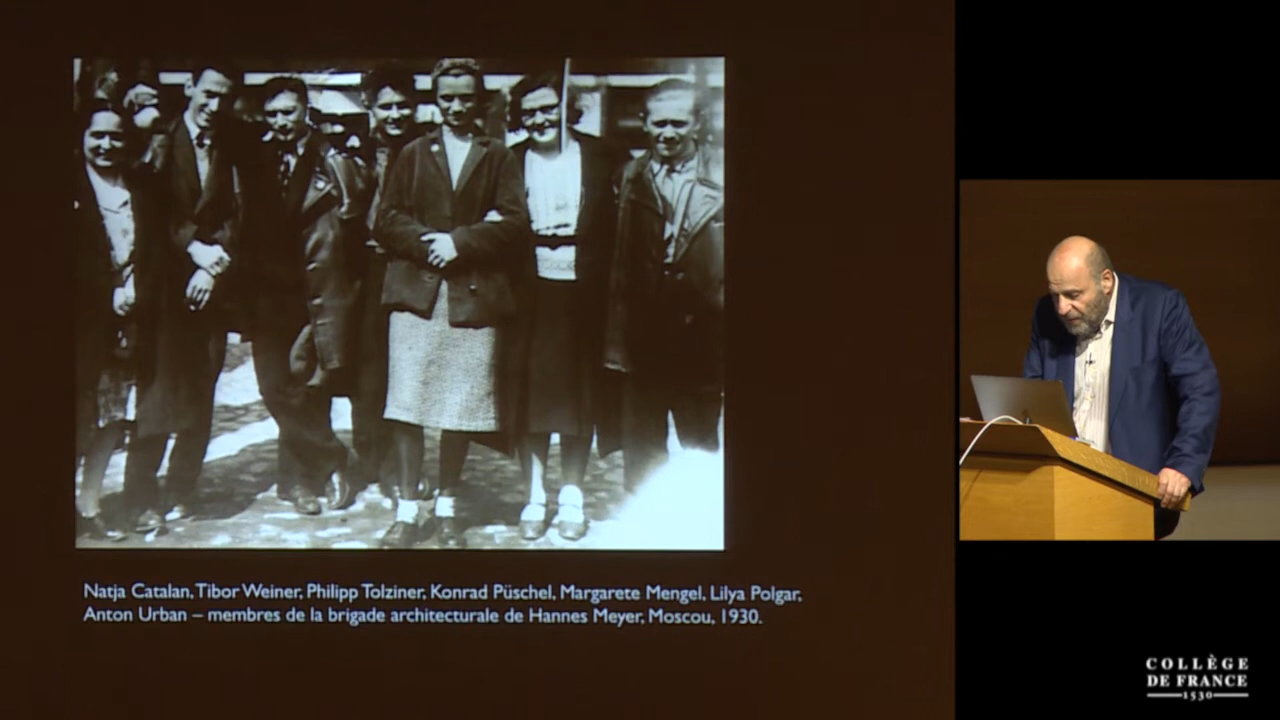 Natja Catalan, Tibor Weiner, Philipp Tolziner, Konrad Püschel, Margarete Mengel, Lilya Polgar,
Anton Urban – membres de la brigade architecturale de Hannes Meyer, Moscou, 1930.
COLLÈGE
DE FRANCE
1530